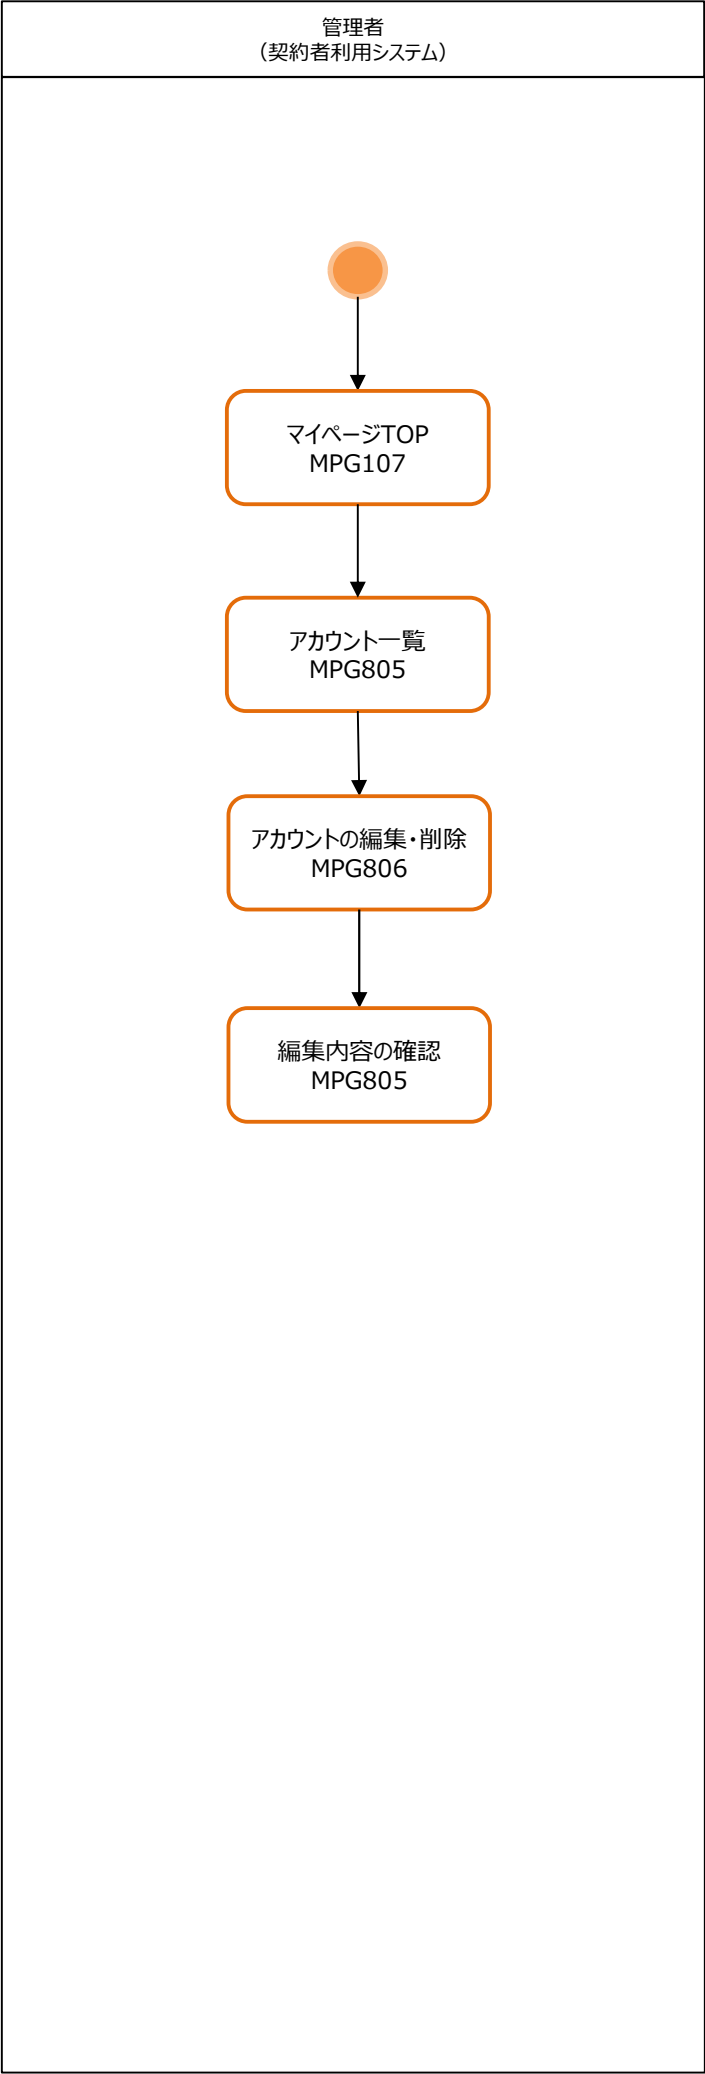 管理者
（契約者利用システム）
マイページTOP
MPG107
アカウント一覧
MPG805
アカウントの編集・削除
MPG806
編集内容の確認
MPG805